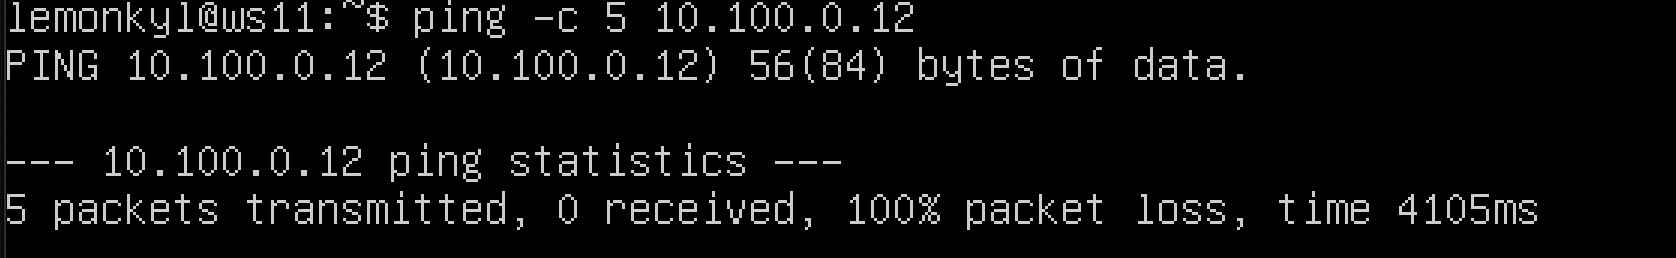 lemonkyl@ws11:~$ ping -c 5 10.100.0.12
PING 10.100.0.12 (10.100.0.12) 56(84) bytes of data.
--- 10.100.0.12 ping statistics ---
5 packets transmitted, 0 received, 100% packet loss, time 4105ms